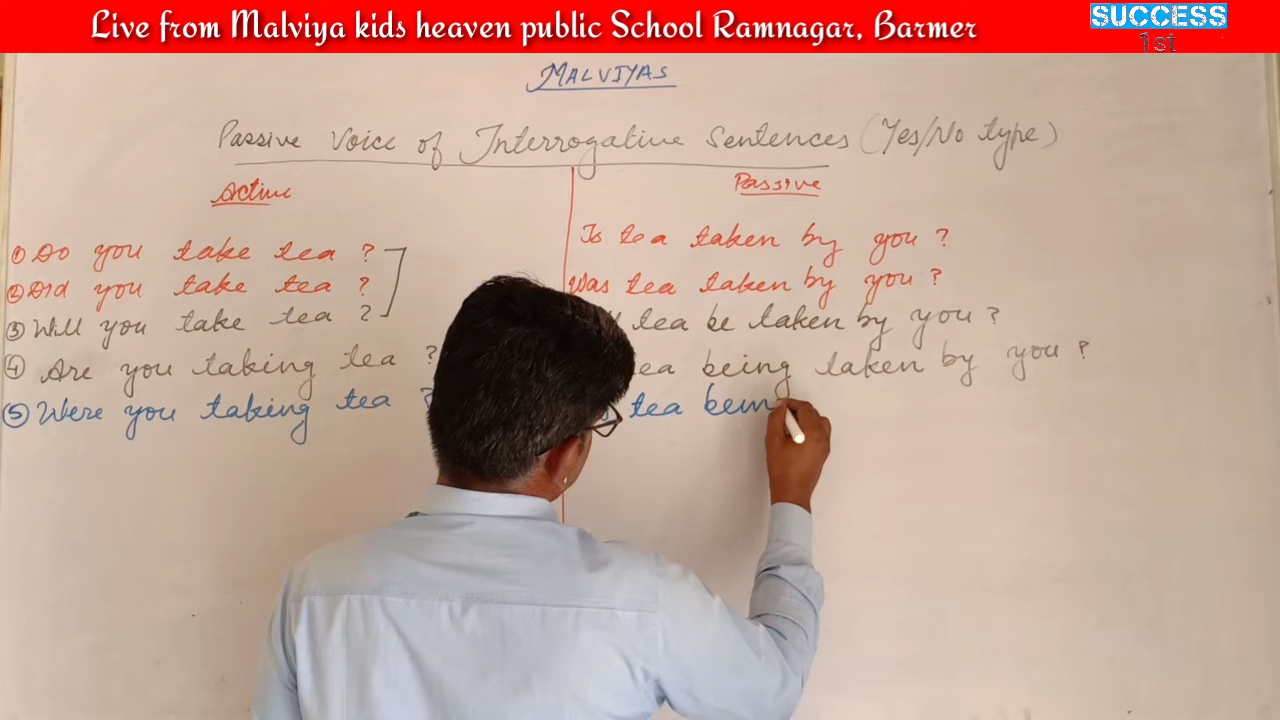 Live from Malviya kids heaven public School Ramnagar, Barmer
SUCCESS
1st
MALVIYAS
Passive Voice of Interrogative Sentences (Yes/No type)
Active
Passive
① Do you take tea ?
Is tea taken by you ?
② Did you take tea ?
Was tea taken by you ?
③ Will you take tea ?
tea be taken by you ?
④ Are you taking tea ?
being taken by you ?
⑤ Were you taking tea ?
tea bein